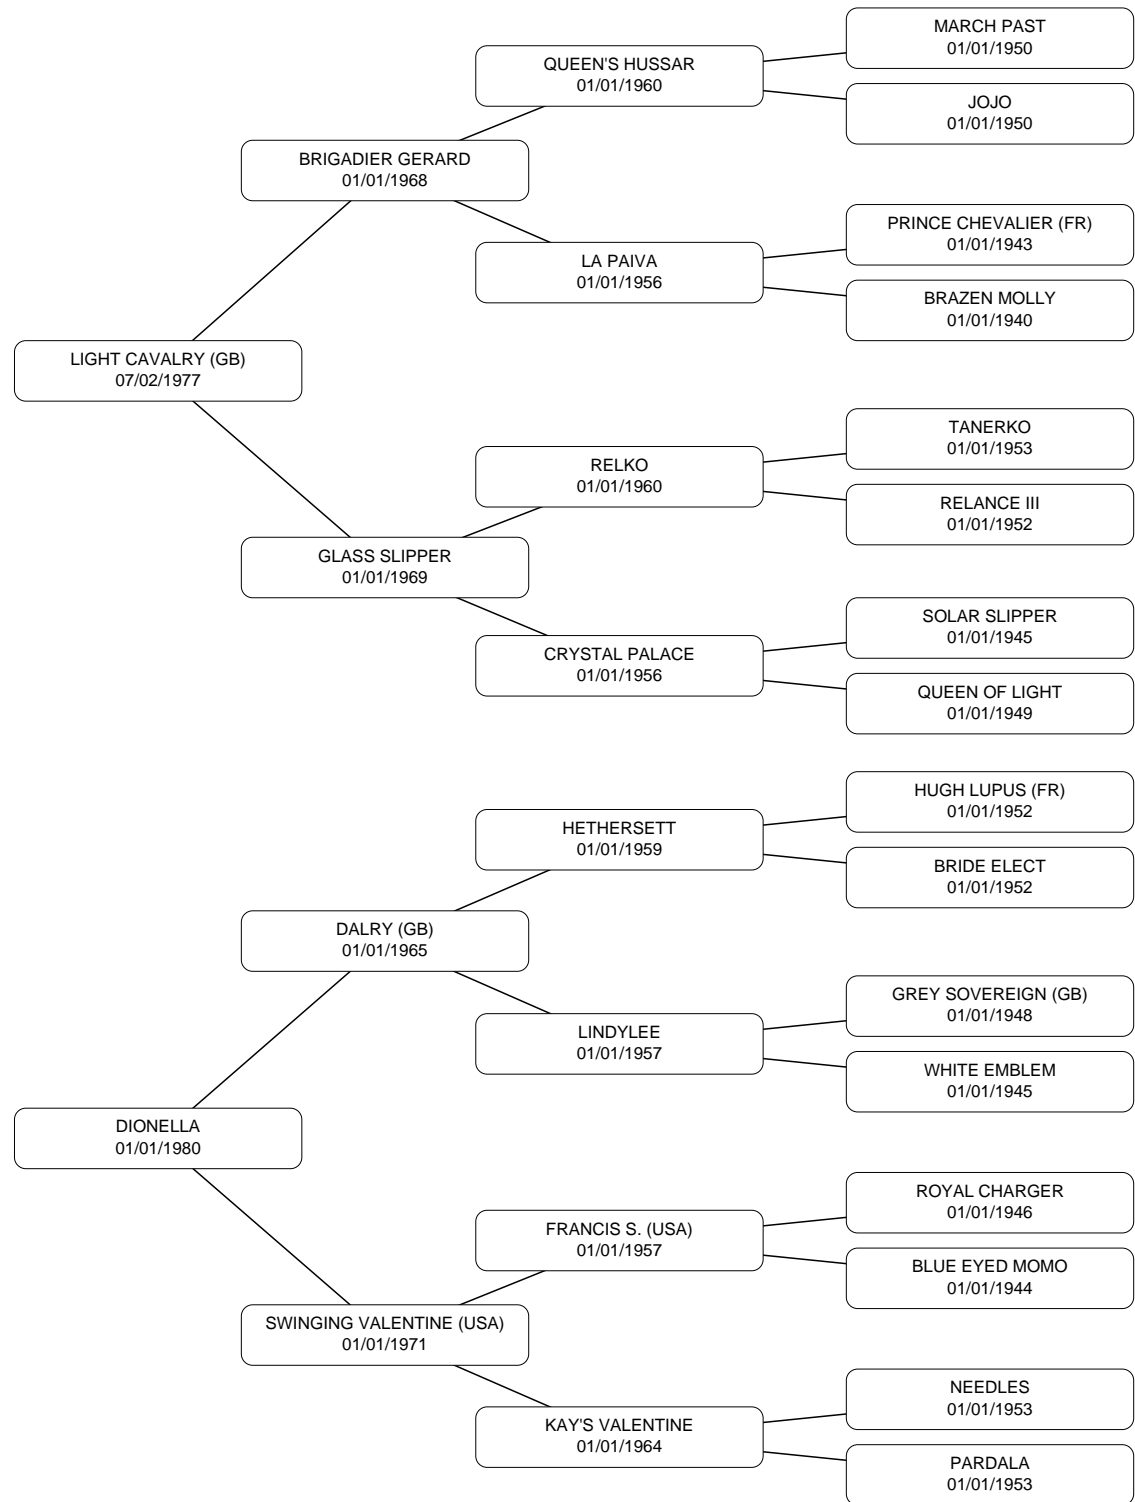 MARCH PAST
01/01/1950
QUEEN'S HUSSAR
01/01/1960
JOJO
01/01/1950
BRIGADIER GERARD
01/01/1968
PRINCE CHEVALIER (FR)
01/01/1943
LA PAIVA
01/01/1956
BRAZEN MOLLY
01/01/1940
LIGHT CAVALRY (GB)
07/02/1977
TANERKO
01/01/1953
RELKO
01/01/1960
RELANCE III
01/01/1952
GLASS SLIPPER
01/01/1969
SOLAR SLIPPER
01/01/1945
CRYSTAL PALACE
01/01/1956
QUEEN OF LIGHT
01/01/1949
HUGH LUPUS (FR)
01/01/1952
HETHERSETT
01/01/1959
BRIDE ELECT
01/01/1952
DALRY (GB)
01/01/1965
GREY SOVEREIGN (GB)
01/01/1948
LINDYLEE
01/01/1957
WHITE EMBLEM
01/01/1945
DIONELLA
01/01/1980
ROYAL CHARGER
01/01/1946
FRANCIS S. (USA)
01/01/1957
BLUE EYED MOMO
01/01/1944
SWINGING VALENTINE (USA)
01/01/1971
NEEDLES
01/01/1953
KAY'S VALENTINE
01/01/1964
PARDALA
01/01/1953